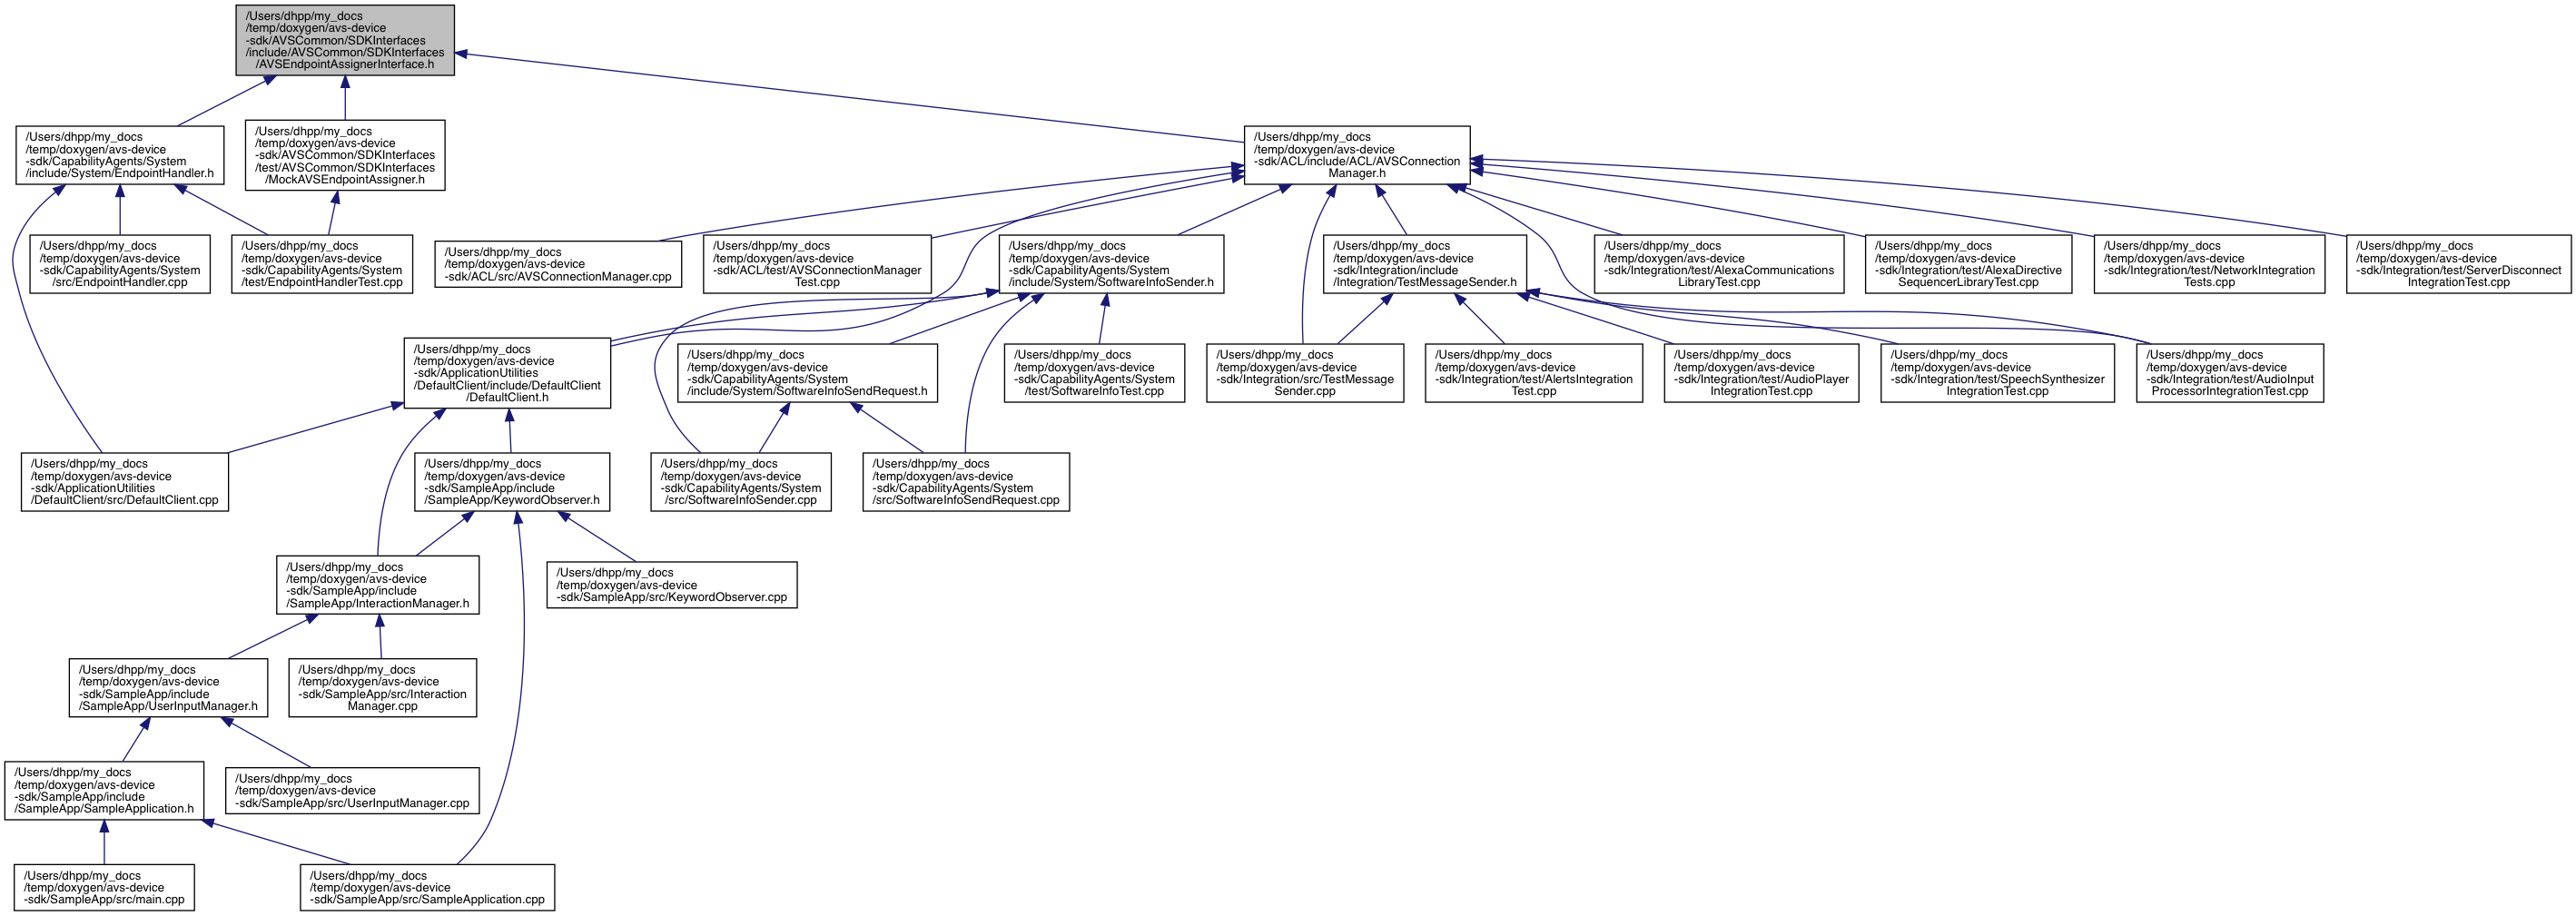 /Users/dhpp/my_docs
/temp/doxygen/avs-device
-sdk/AVSCommon/SDKInterfaces
/include/AVSCommon/SDKInterfaces
/AVSEndpointAssignerInterface.h
/Users/dhpp/my_docs
/temp/doxygen/avs-device
-sdk/CapabilityAgents/System
/include/System/EndpointHandler.h
/Users/dhpp/my_docs
/temp/doxygen/avs-device
-sdk/AVSCommon/SDKInterfaces
/test/AVSCommon/SDKInterfaces
/MockAVSEndpointAssigner.h
/Users/dhpp/my_docs
/temp/doxygen/avs-device
-sdk/ACL/include/ACL/AVSConnection
Manager.h
/Users/dhpp/my_docs
/temp/doxygen/avs-device
-sdk/CapabilityAgents/System
/src/EndpointHandler.cpp
/Users/dhpp/my_docs
/temp/doxygen/avs-device
-sdk/CapabilityAgents/System
/test/EndpointHandlerTest.cpp
/Users/dhpp/my_docs
/temp/doxygen/avs-device
-sdk/ACL/src/AVSConnectionManager.cpp
/Users/dhpp/my_docs
/temp/doxygen/avs-device
-sdk/ACL/test/AVSConnectionManager
Test.cpp
/Users/dhpp/my_docs
/temp/doxygen/avs-device
-sdk/CapabilityAgents/System
/include/System/SoftwareInfoSender.h
/Users/dhpp/my_docs
/temp/doxygen/avs-device
-sdk/Integration/include
/Integration/TestMessageSender.h
/Users/dhpp/my_docs
/temp/doxygen/avs-device
-sdk/Integration/test/AlexaCommunications
LibraryTest.cpp
/Users/dhpp/my_docs
/temp/doxygen/avs-device
-sdk/Integration/test/AlexaDirective
SequencerLibraryTest.cpp
/Users/dhpp/my_docs
/temp/doxygen/avs-device
-sdk/Integration/test/NetworkIntegration
Tests.cpp
/Users/dhpp/my_docs
/temp/doxygen/avs-device
-sdk/Integration/test/ServerDisconnect
IntegrationTest.cpp
/Users/dhpp/my_docs
/temp/doxygen/avs-device
-sdk/ApplicationUtilities
/DefaultClient/include/DefaultClient
/DefaultClient.h
/Users/dhpp/my_docs
/temp/doxygen/avs-device
-sdk/CapabilityAgents/System
/include/System/SoftwareInfoSendRequest.h
/Users/dhpp/my_docs
/temp/doxygen/avs-device
-sdk/CapabilityAgents/System
/test/SoftwareInfoTest.cpp
/Users/dhpp/my_docs
/temp/doxygen/avs-device
-sdk/Integration/src/TestMessage
Sender.cpp
/Users/dhpp/my_docs
/temp/doxygen/avs-device
-sdk/Integration/test/AlertsIntegration
Test.cpp
/Users/dhpp/my_docs
/temp/doxygen/avs-device
-sdk/Integration/test/AudioPlayer
IntegrationTest.cpp
/Users/dhpp/my_docs
/temp/doxygen/avs-device
-sdk/Integration/test/SpeechSynthesizer
IntegrationTest.cpp
/Users/dhpp/my_docs
/temp/doxygen/avs-device
-sdk/Integration/test/AudioInput
ProcessorIntegrationTest.cpp
/Users/dhpp/my_docs
/temp/doxygen/avs-device
-sdk/ApplicationUtilities
/DefaultClient/src/DefaultClient.cpp
/Users/dhpp/my_docs
/temp/doxygen/avs-device
-sdk/SampleApp/include
/SampleApp/KeywordObserver.h
/Users/dhpp/my_docs
/temp/doxygen/avs-device
-sdk/CapabilityAgents/System
/src/SoftwareInfoSender.cpp
/Users/dhpp/my_docs
/temp/doxygen/avs-device
-sdk/CapabilityAgents/System
/src/SoftwareInfoSendRequest.cpp
/Users/dhpp/my_docs
/temp/doxygen/avs-device
-sdk/SampleApp/include
/SampleApp/InteractionManager.h
/Users/dhpp/my_docs
/temp/doxygen/avs-device
-sdk/SampleApp/src/KeywordObserver.cpp
/Users/dhpp/my_docs
/temp/doxygen/avs-device
-sdk/SampleApp/include
/SampleApp/UserInputManager.h
/Users/dhpp/my_docs
/temp/doxygen/avs-device
-sdk/SampleApp/src/Interaction
Manager.cpp
/Users/dhpp/my_docs
/temp/doxygen/avs-device
-sdk/SampleApp/include
/SampleApp/SampleApplication.h
/Users/dhpp/my_docs
/temp/doxygen/avs-device
-sdk/SampleApp/src/UserInputManager.cpp
/Users/dhpp/my_docs
/temp/doxygen/avs-device
-sdk/SampleApp/src/main.cpp
/Users/dhpp/my_docs
/temp/doxygen/avs-device
-sdk/SampleApp/src/SampleApplication.cpp